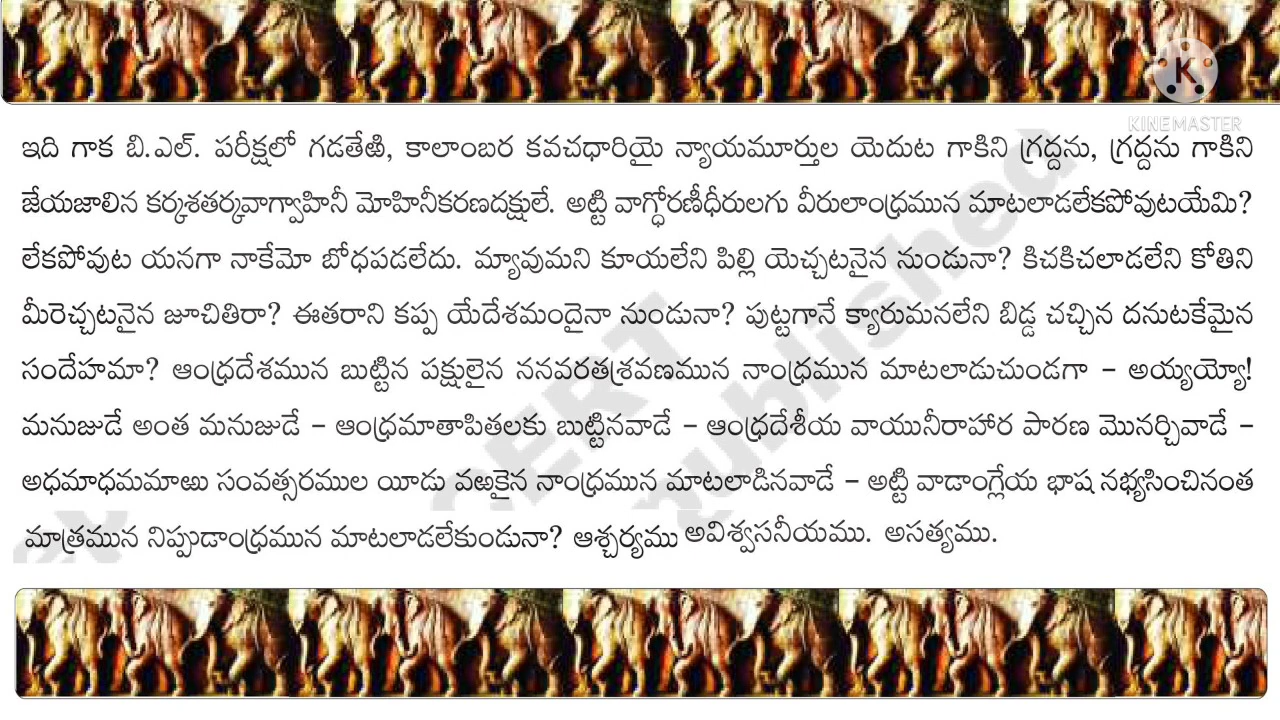 KINEMASTER
ఇది గాక బి.ఎల్. పరీక్షలో గడతేఱి, కాలాంబర కవచధారియై న్యాయమూర్తుల యెదుట గాకిని గ్రద్దను, గ్రద్దను గాకిని
జేయజాలిన కర్కశతర్కవాగ్వాహినీ మోహినీకరణదక్షులే. అట్టి వాగ్ధోరణీధీరులగు వీరులాంధ్రమున మాటలాడలేకపోవుటయేమి?
లేకపోవుట యనగా నాకేమో బోధపడలేదు. మ్యావుమని కూయలేని పిల్లి యెచ్చటనైన నుండునా? కిచకిచలాడలేని కోతిని
మీరెచ్చటనైన జూచితిరా? ఈతరాని కప్ప యేదేశమందైనా నుండునా? పుట్టగానే క్యారుమనలేని బిడ్డ చచ్చిన దనుటకేమైన
సందేహమా? ఆంధ్రదేశమున బుట్టిన పక్షులైన ననవరతశ్రవణమున నాంధ్రమున మాటలాడుచుండగా – అయ్యయ్యో!
మనుజుడే అంత మనుజుడే – ఆంధ్రమాతాపితలకు బుట్టినవాడే – ఆంధ్రదేశీయ వాయునీరాహార పారణ మొనర్చివాడే –
అధమాధమమాఱు సంవత్సరముల యీడు వఱకైన నాంధ్రమున మాటలాడినవాడే – అట్టి వాడాంగ్లేయ భాష నభ్యసించినంత
మాత్రమున నిప్పుడాంధ్రమున మాటలాడలేకుండునా? ఆశ్చర్యము అవిశ్వసనీయము. అసత్యము.
published